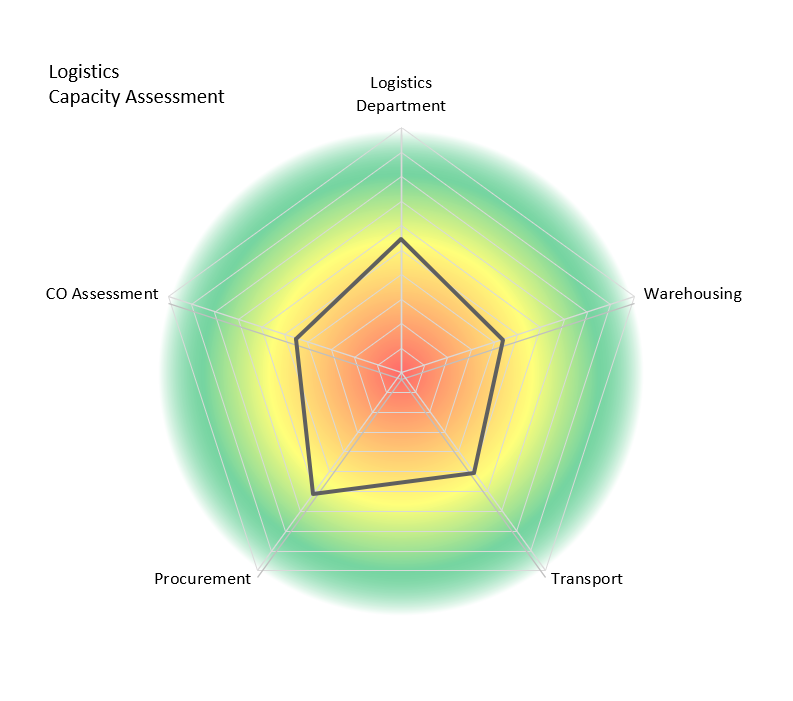 Logistics
Capacity Assessment
Logistics
Department
CO Assessment
Warehousing
Procurement
Transport